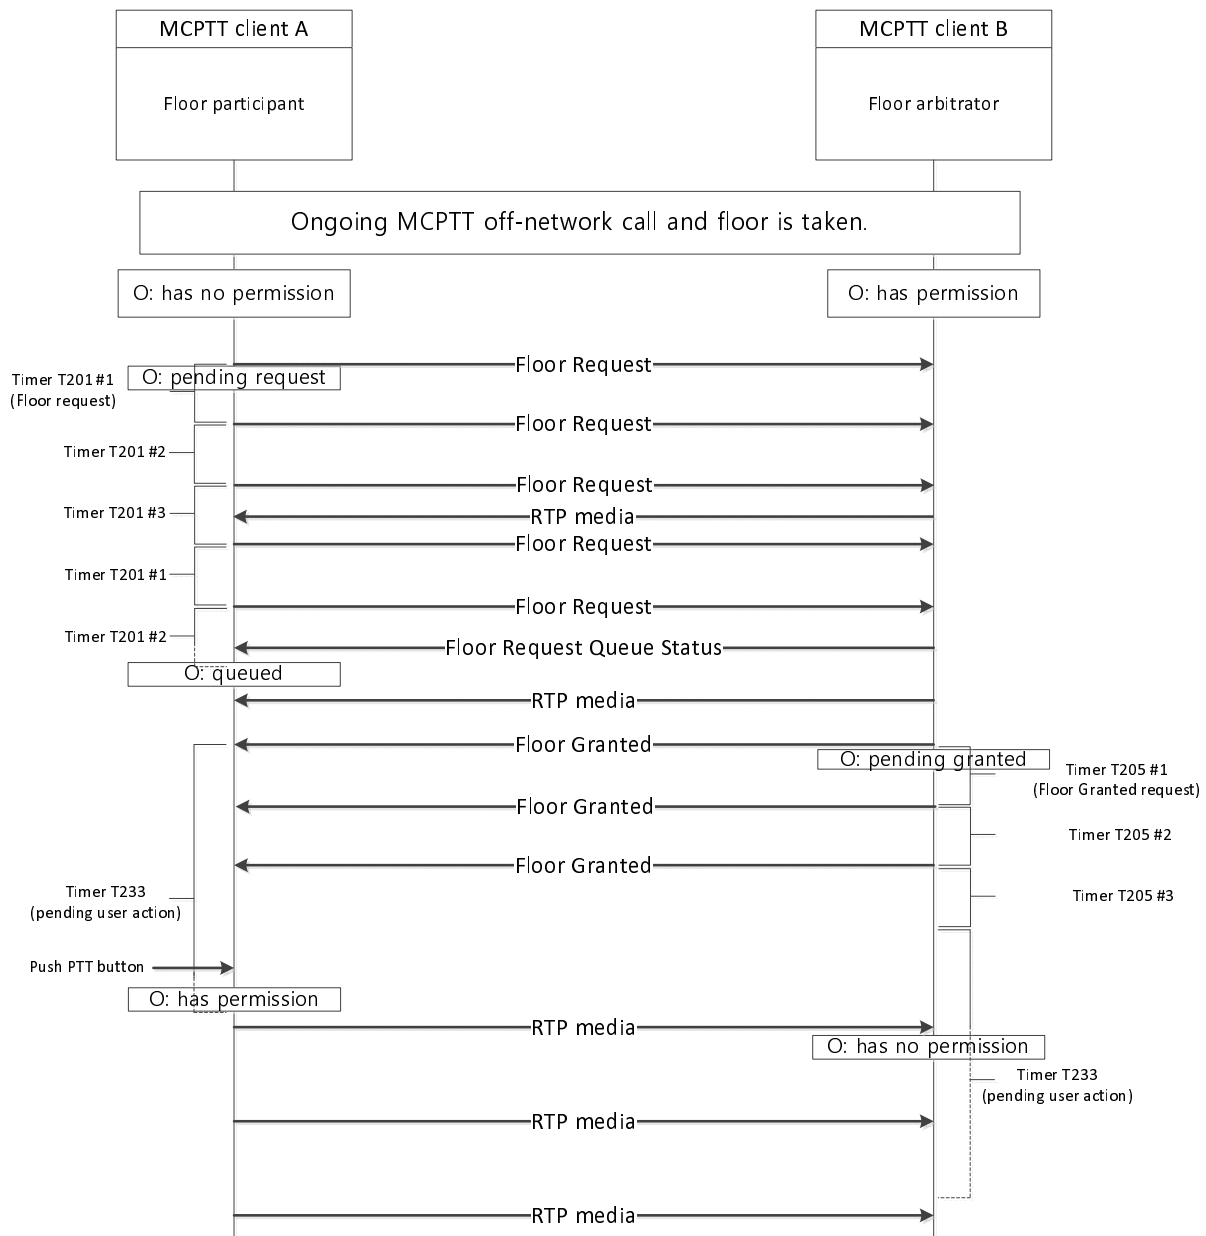 MCPTT client A
MCPTT client B
Floor participant
Floor arbitrator
Ongoing MCPTT off-network call and floor is taken.
O: has no permission
O: has permission
Floor Request
O: pending request
Timer T201 #1
(Floor request)
Floor Request
Timer T201 #2
Floor Request
Timer T201 #3
RTP media
Floor Request
Timer T201 #1
Floor Request
Timer T201 #2
Floor Request Queue Status
O: queued
RTP media
Floor Granted
O: pending granted
Timer T205 #1
(Floor Granted request)
Floor Granted
Timer T205 #2
Floor Granted
Timer T233
(pending user action)
Timer T205 #3
Push PTT button
O: has permission
RTP media
O: has no permission
Timer T233
(pending user action)
RTP media
RTP media